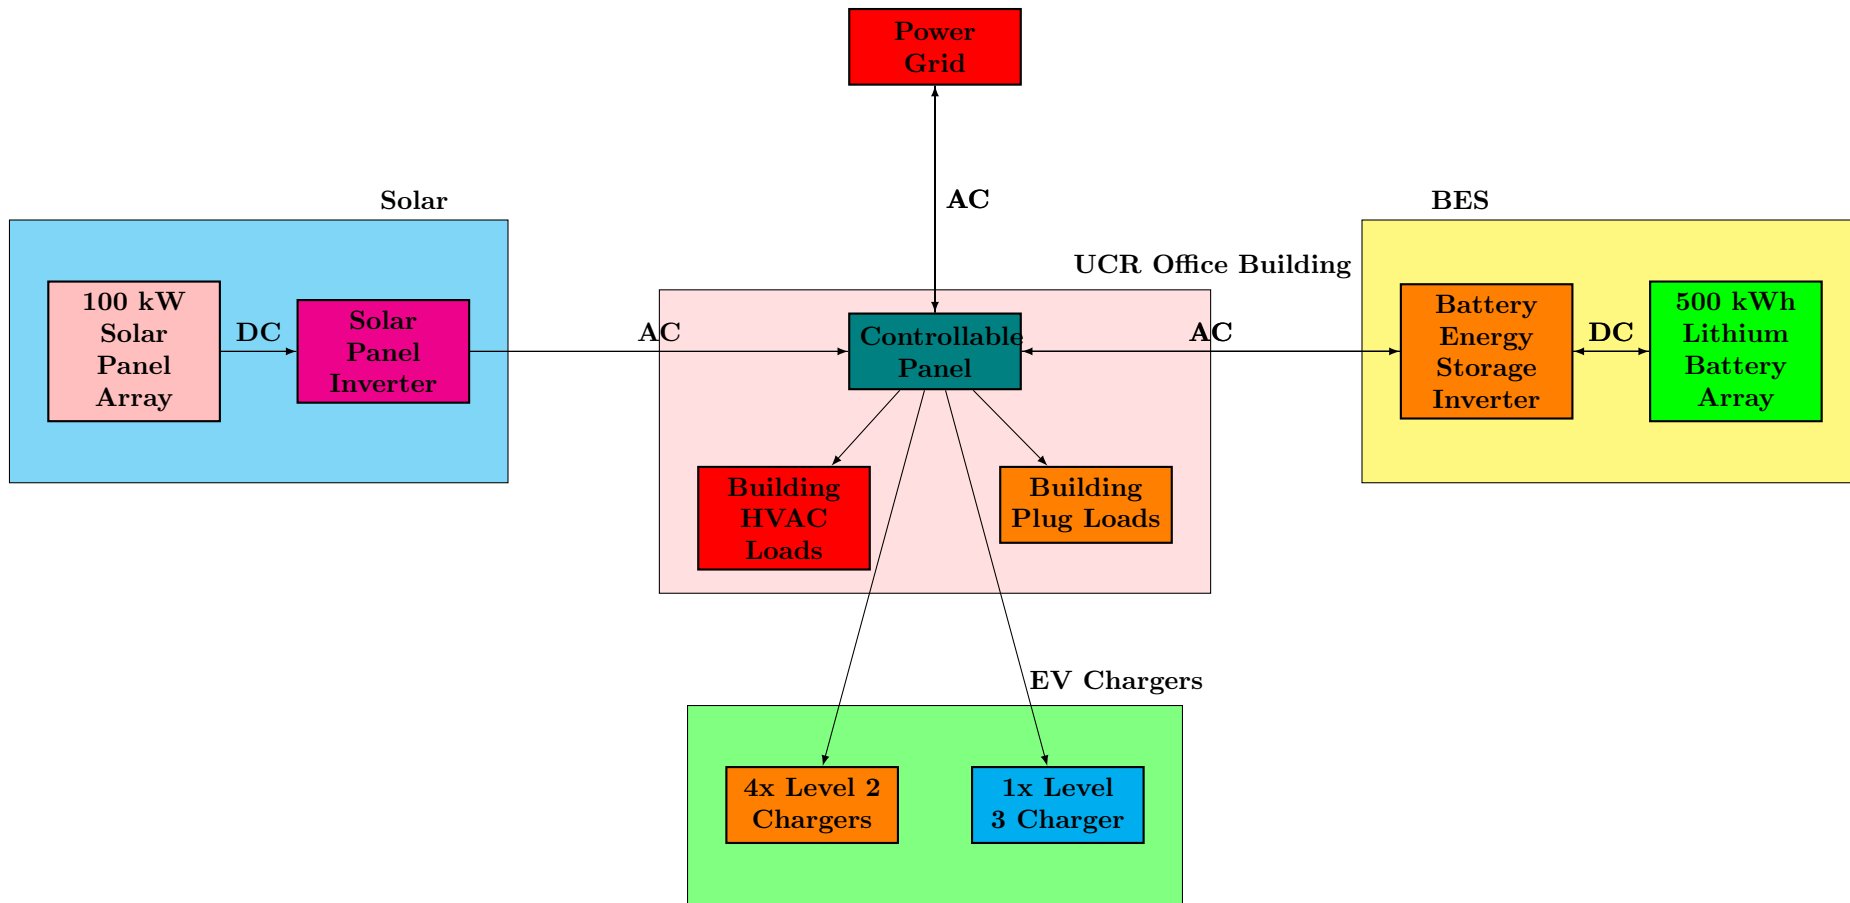 Power
Grid
AC
Solar
BES
UCR Office Building
100 kW
Solar
Panel
Array
DC
Solar
Panel
Inverter
AC
Controllable
Panel
AC
Battery
Energy
Storage
Inverter
DC
500 kWh
Lithium
Battery
Array
Building
HVAC
Loads
Building
Plug Loads
EV Chargers
4x Level 2
Chargers
1x Level
3 Charger